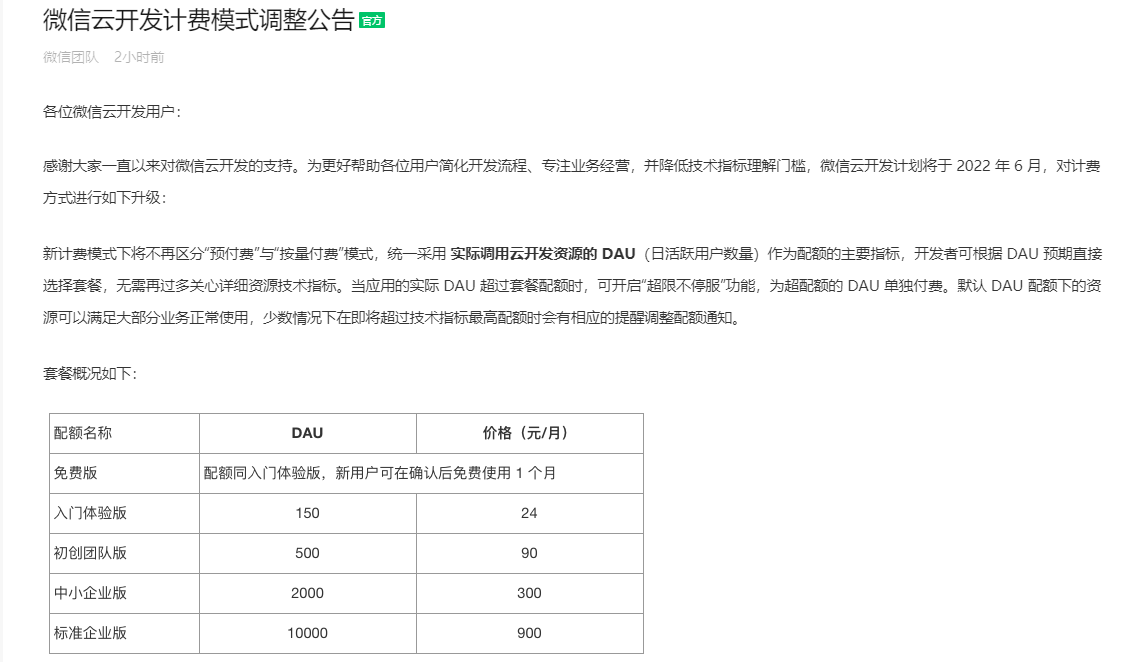 微信云开发计费模式调整公告 官方
微信团队 2小时前
各位微信云开发用户：
感谢大家一直以来对微信云开发的支持。为更好帮助各位用户简化开发流程、专注业务经营，并降低技术指标理解门槛，微信云开发计划将于 2022 年 6 月，对计费
方式进行如下升级：
新计费模式下将不再区分“预付费”与“按量付费”模式，统一采用 实际调用云开发资源的 DAU（日活跃用户数量）作为配额的主要指标，开发者可根据 DAU 预期直接
选择套餐，无需再过多关心详细资源技术指标。当应用的实际 DAU 超过套餐配额时，可开启“超限不停服”功能，为超配额的 DAU 单独付费。默认 DAU 配额下的资
源可以满足大部分业务正常使用，少数情况下在即将超过技术指标最高配额时会有相应的提醒调整配额通知。
套餐概况如下：
配额名称 DAU 价格（元/月）
免费版 配额同入门体验版，新用户可在确认后免费使用 1 个月
入门体验版 150 24
初创团队版 500 90
中小企业版 2000 300
标准企业版 10000 900